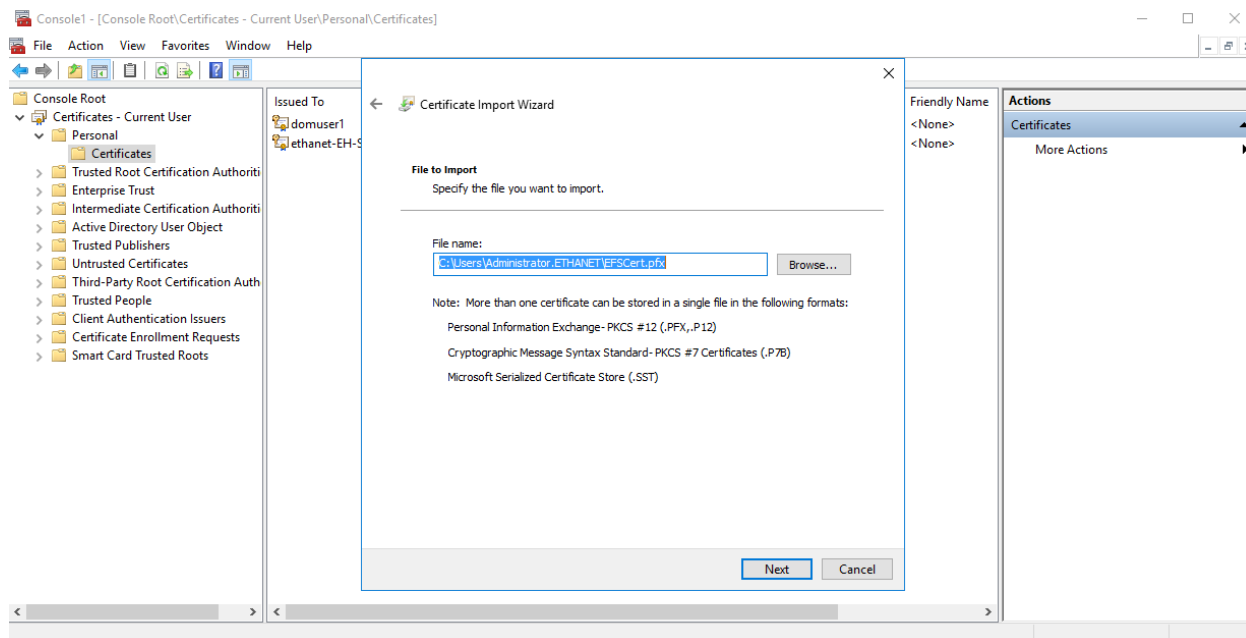 Console1 - [Console Root\Certificates - Current User\Personal\Certificates]
File Action View Favorites Window Help
Console Root
Certificates - Current User
Personal
Certificates
Trusted Root Certification Authoriti
Enterprise Trust
Intermediate Certification Authoriti
Active Directory User Object
Trusted Publishers
Untrusted Certificates
Third-Party Root Certification Auth
Trusted People
Client Authentication Issuers
Certificate Enrollment Requests
Smart Card Trusted Roots
Issued To
domuser1
ethanet-EH-S
Certificate Import Wizard
File to Import
Specify the file you want to import.
File name:
C:\Users\Administrator.ETHANET\EFSCert.pfx
Browse...
Note: More than one certificate can be stored in a single file in the following formats:
Personal Information Exchange- PKCS #12 (.PFX,.P12)
Cryptographic Message Syntax Standard- PKCS #7 Certificates (.P7B)
Microsoft Serialized Certificate Store (.SST)
Next Cancel
Friendly Name
<None>
<None>
Actions
Certificates
More Actions